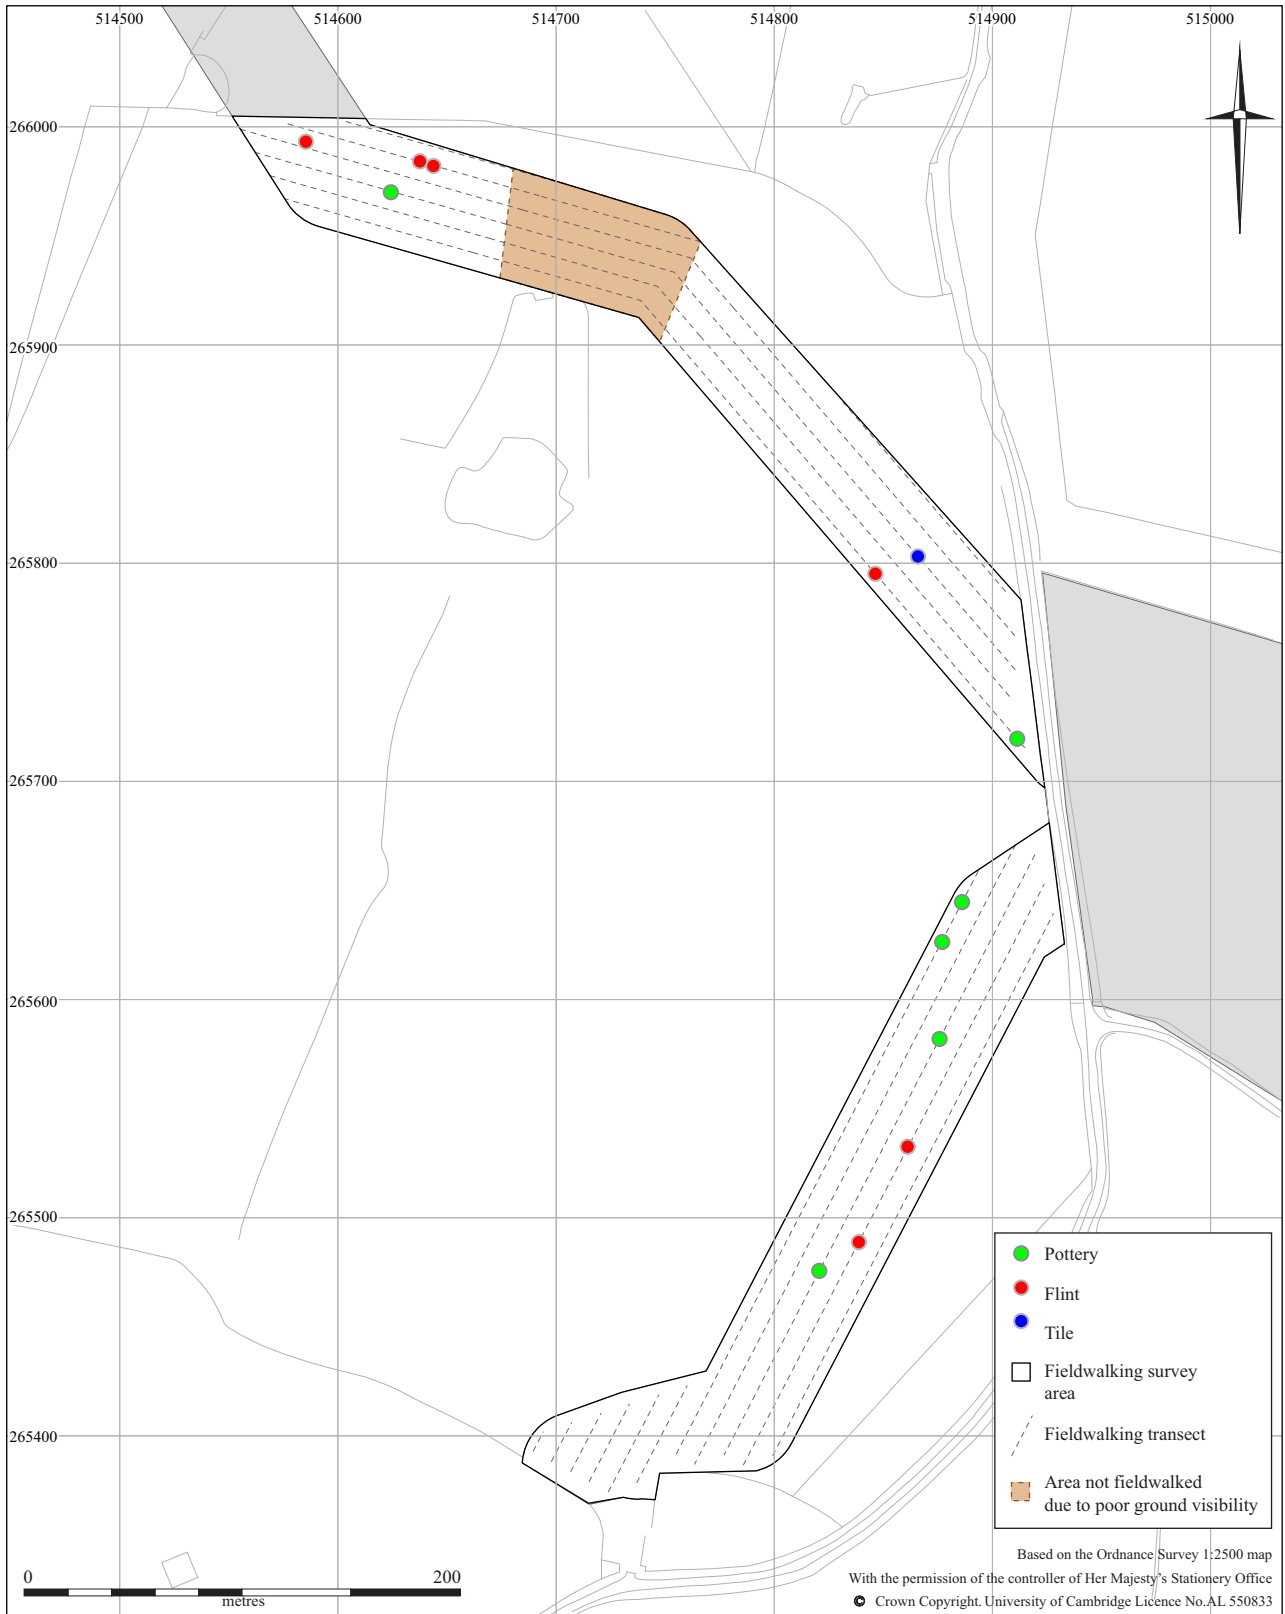 514500
514600
514700
514800
514900
515000
266000
265900
265800
265700
265600
265500
265400
Pottery
Flint
Tile
Fieldwalking survey
area
Fieldwalking transect
Area not fieldwalked
due to poor ground visibility
0
200
metres
Based on the Ordnance Survey 1:2500 map
With the permission of the controller of Her Majesty's Stationery Office
© Crown Copyright. University of Cambridge Licence No.AL 550833